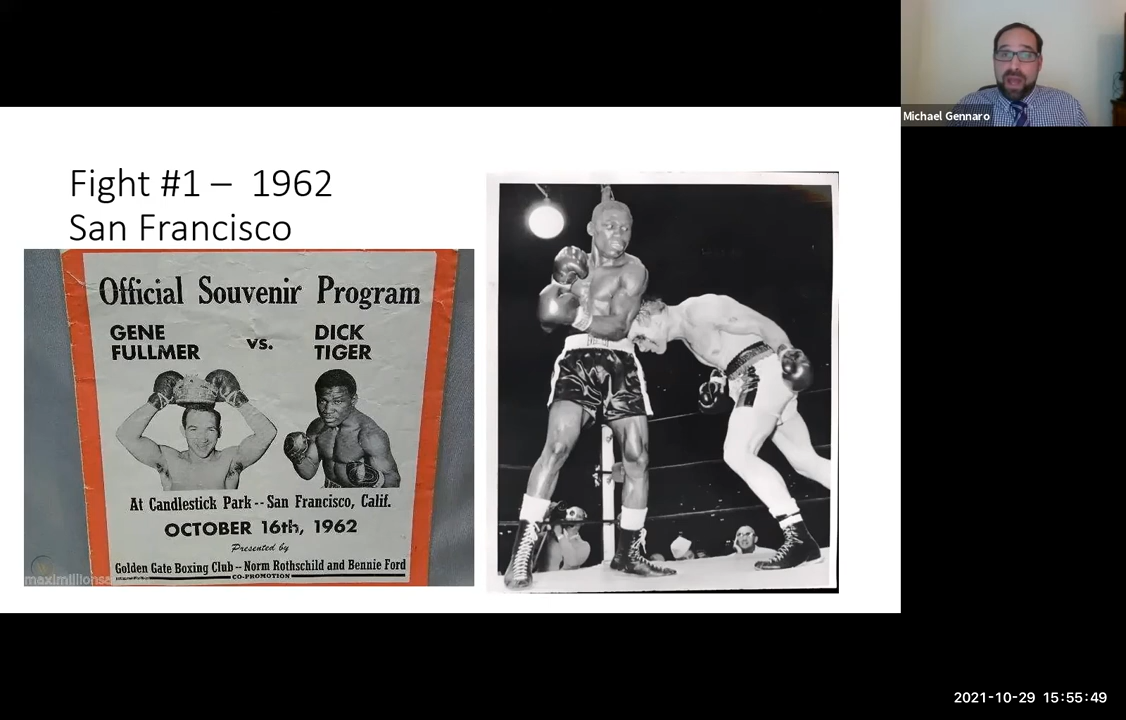 Michael Gennaro
Fight #1 – 1962
San Francisco
Official Souvenir Program
GENE
FULLMER
vs.
DICK
TIGER
At Candlestick Park -- San Francisco, Calif.
OCTOBER 16th, 1962
Presented by
Golden Gate Boxing Club -- Norm Rothschild and Bennie Ford
CO-PROMOTION
maximillionsa
2021-10-29 15:55:49